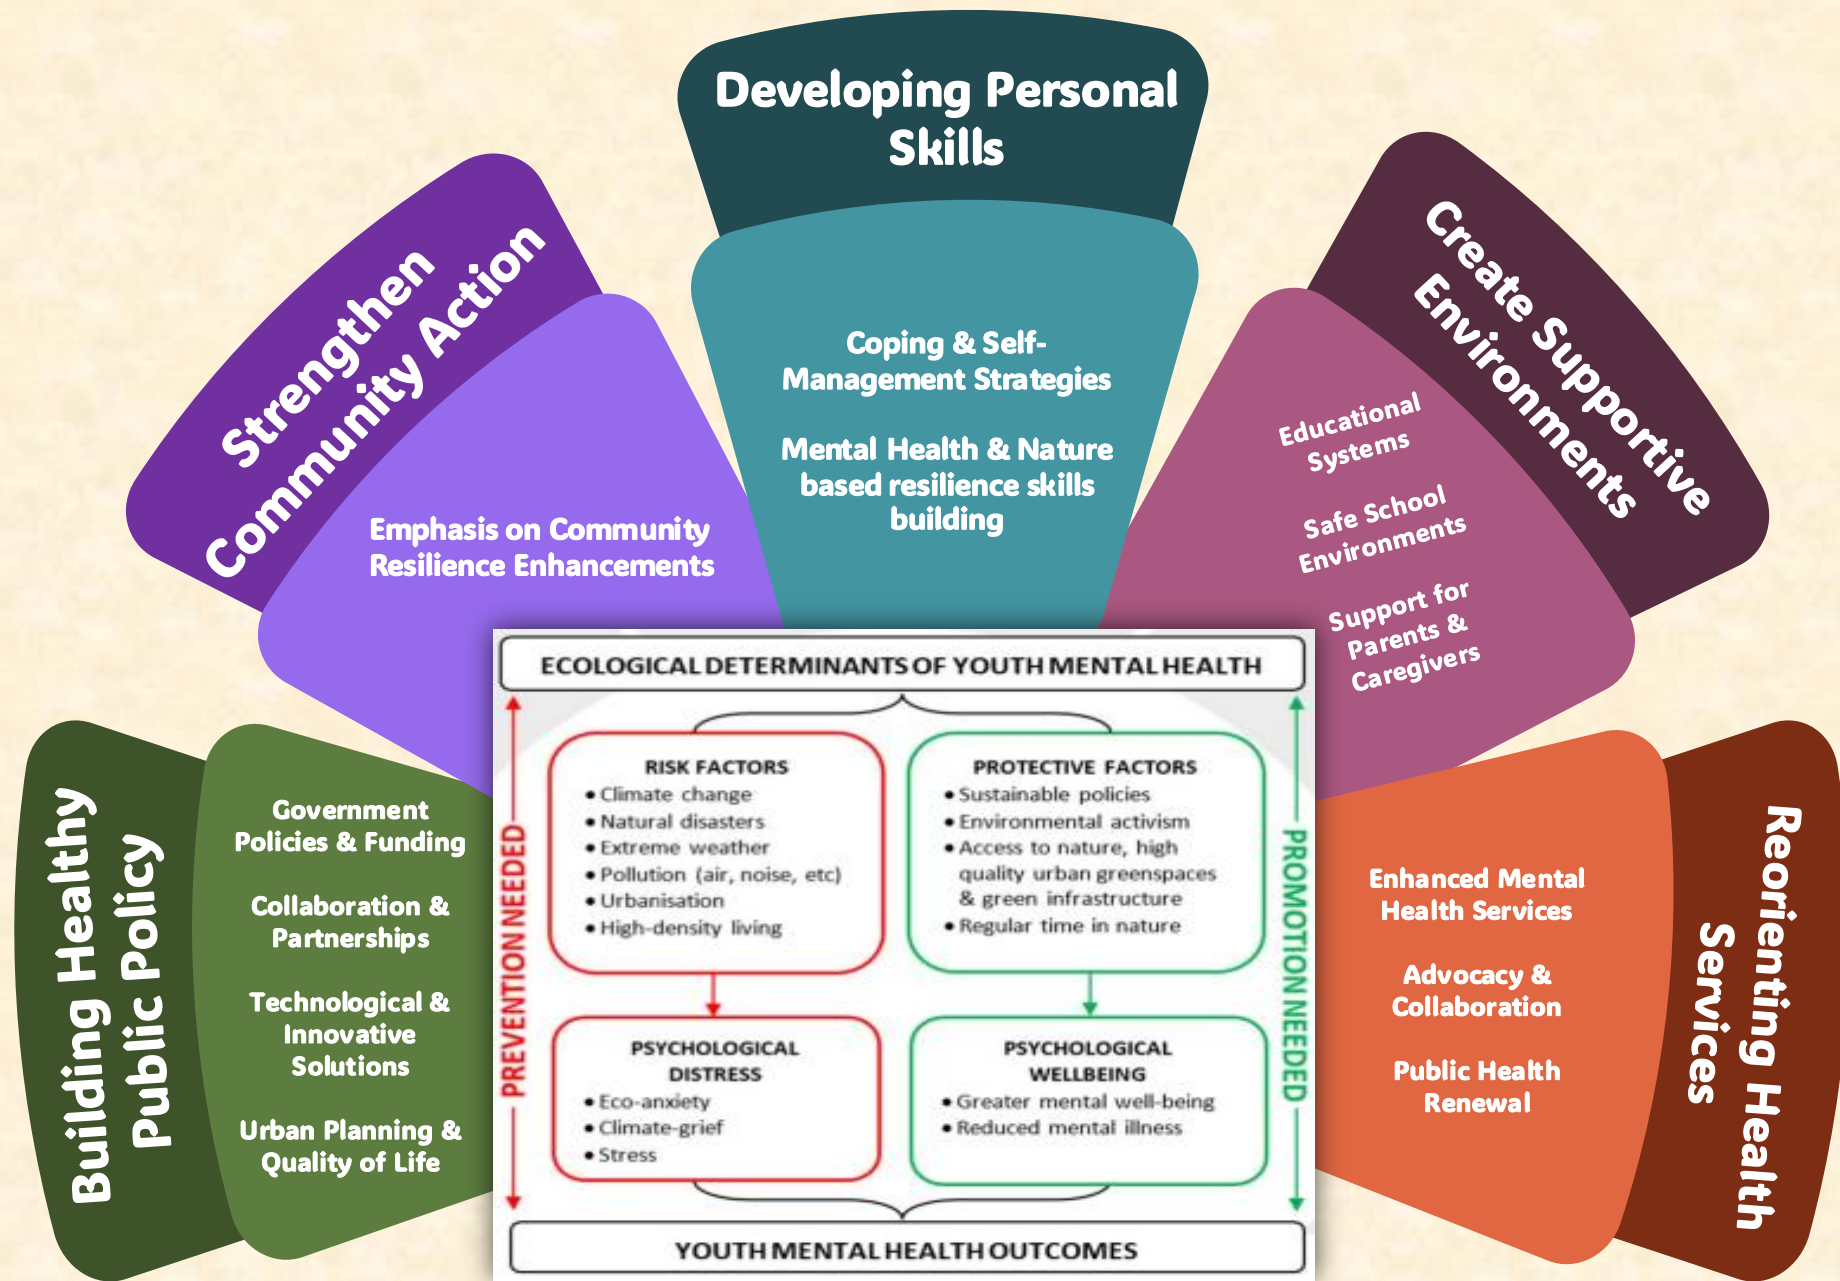 Developing Personal
Skills
Coping & Self-
Management Strategies
Mental Health & Nature
based resilience skills
building
Strengthen
Community Action
Emphasis on Community
Resilience Enhancements
Create Supportive
Environments
Educational
Systems
Safe School
Environments
Support for
Parents &
Caregivers
Building Healthy
Public Policy
Government
Policies & Funding
Collaboration &
Partnerships
Technological &
Innovative
Solutions
Urban Planning &
Quality of Life
ECOLOGICAL DETERMINANTS OF YOUTH MENTAL HEALTH
PREVENTION NEEDED
RISK FACTORS
• Climate change
• Natural disasters
• Extreme weather
• Pollution (air, noise, etc)
• Urbanisation
• High-density living
PROTECTIVE FACTORS
• Sustainable policies
• Environmental activism
• Access to nature, high
quality urban greenspaces
& green infrastructure
• Regular time in nature
PROMOTION NEEDED
PSYCHOLOGICAL
DISTRESS
• Eco-anxiety
• Climate-grief
• Stress
PSYCHOLOGICAL
WELLBEING
• Greater mental well-being
• Reduced mental illness
YOUTH MENTAL HEALTH OUTCOMES
Enhanced Mental
Health Services
Advocacy &
Collaboration
Public Health
Renewal
Reorienting Health
Services